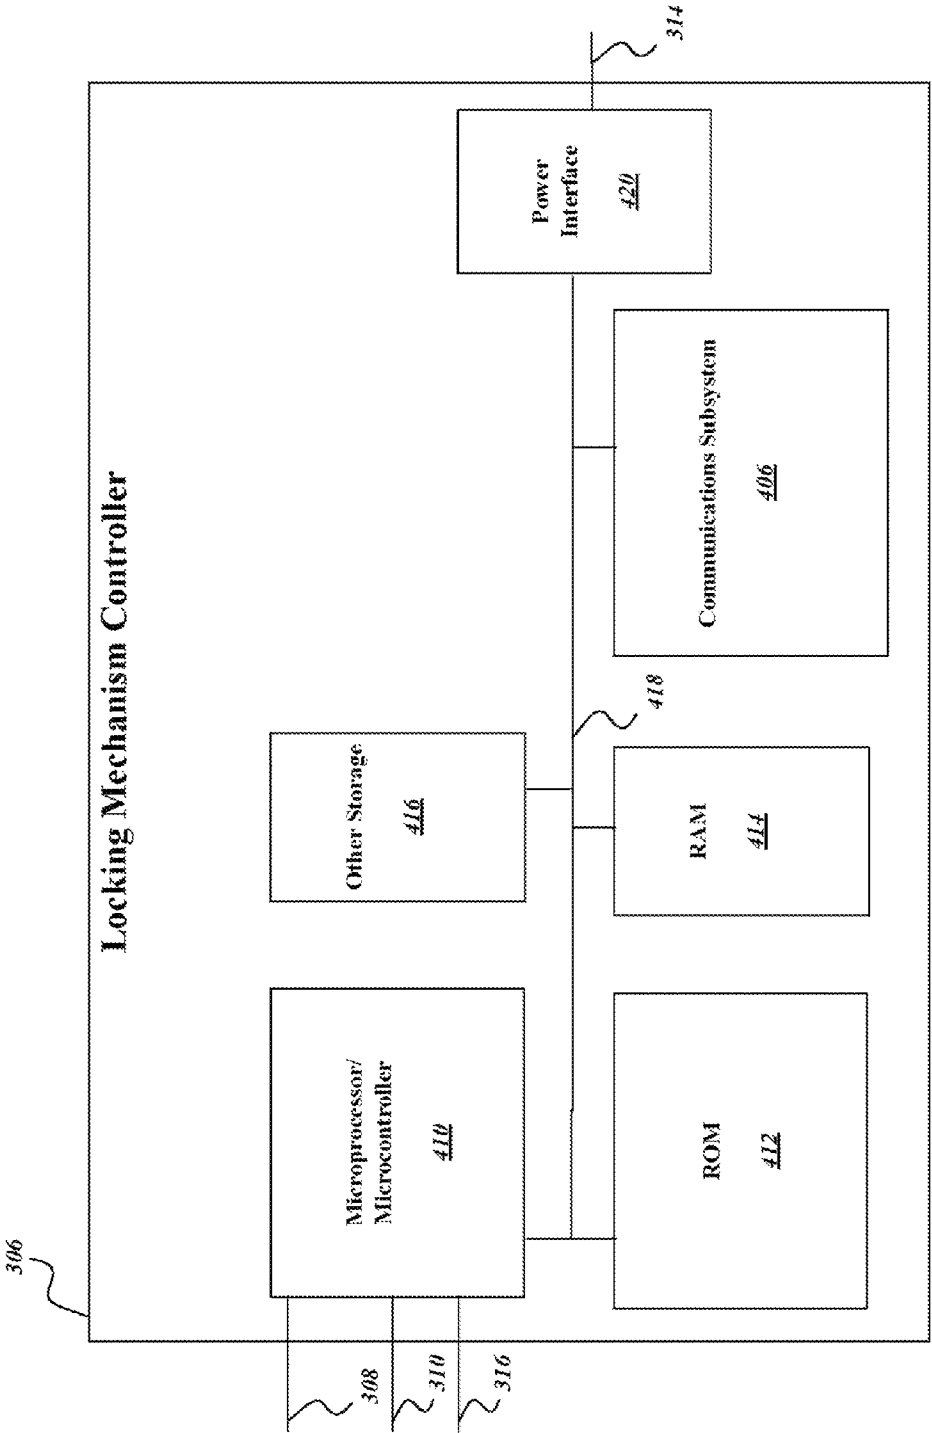 306
Locking Mechanism Controller
308
310
316
Microprocessor/
Microcontroller
410
Other Storage
416
418
Power
Interface
420
314
ROM
412
RAM
414
Communications Subsystem
406